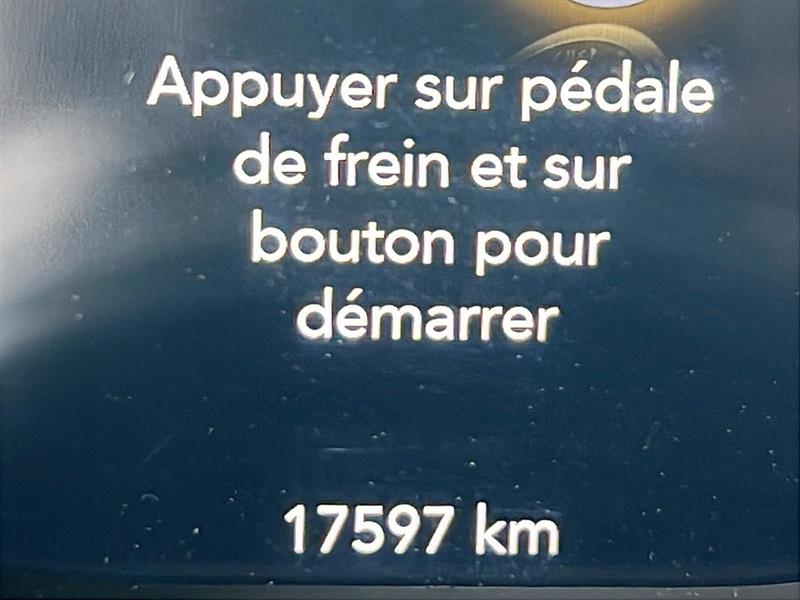 Appuyer sur pédale
de frein et sur
bouton pour
démarrer
17597 km